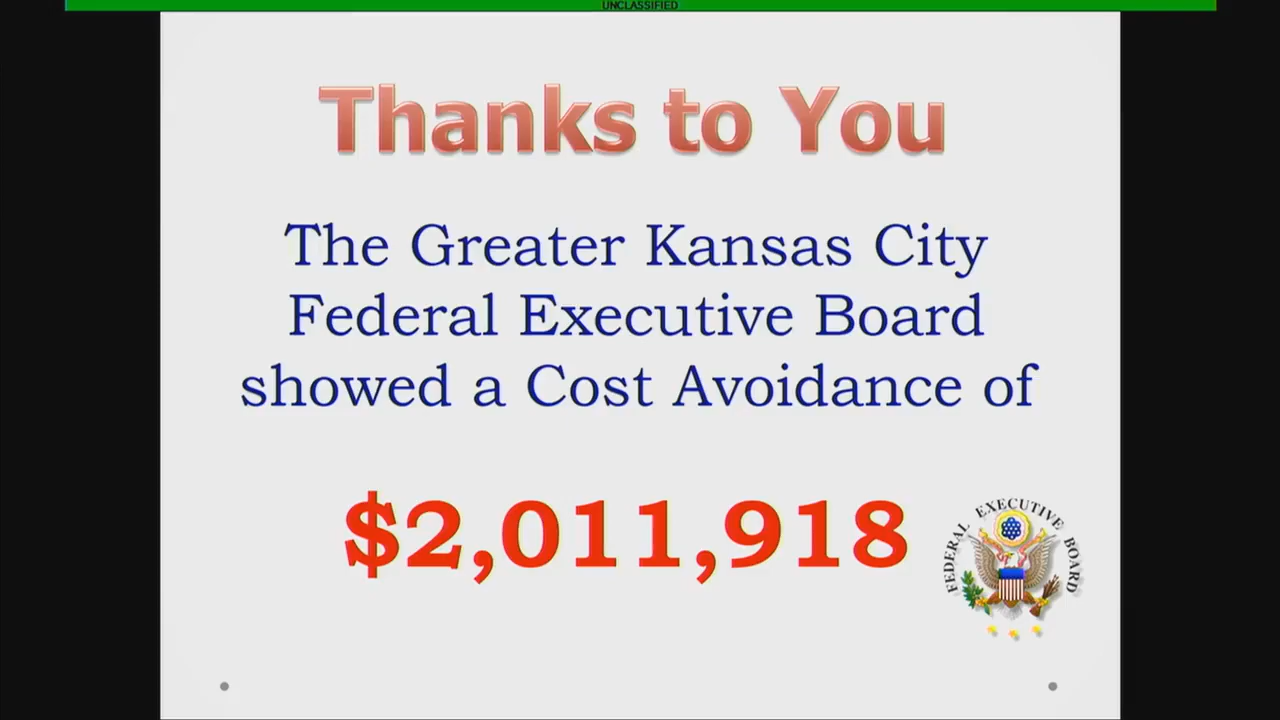 UNCLASSIFIED
Thanks to You
The Greater Kansas City
Federal Executive Board
showed a Cost Avoidance of
$2,011,918
FEDERAL EXECUTIVE BOARD